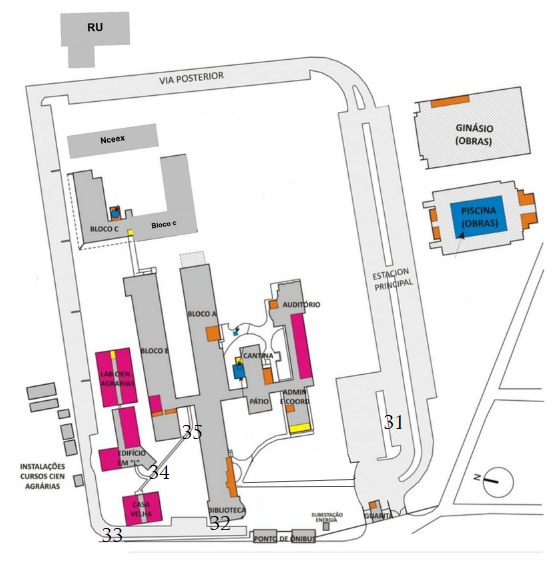 RU
VIA POSTERIOR
GINÁSIO
(OBRAS)
Nceex
PISCINA
(OBRAS)
BLOCO C
Bloco c
ESTACION
PRINCIPAL
AUDITÓRIO
BLOCO A
BLOCO B
CANTINA
LAB CIEN
AGRÁRIAS
ADMIN
E COORD
PÁTIO
31
35
EDIFÍCIO
EM "L"
34
INSTALAÇÕES
CURSOS CIEN
AGRÁRIAS
N
CASA
VELHA
BIBLIOTECA
32
SUBESTAÇÃO
ENERGIA
GUARITA
33
PONTO DE ÔNIBUS